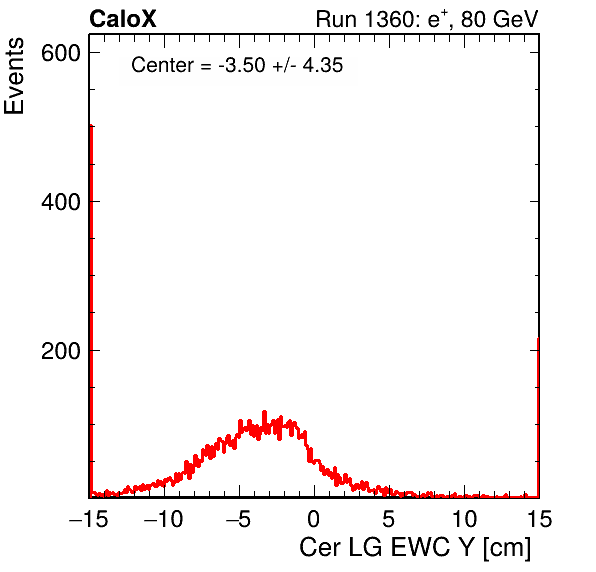 CaloX Run 1360: e⁺, 80 GeV
Events
600
Center = -3.50 +/- 4.35
400
200
−15 −10 −5 0 5 10 15
Cer LG EWC Y [cm]